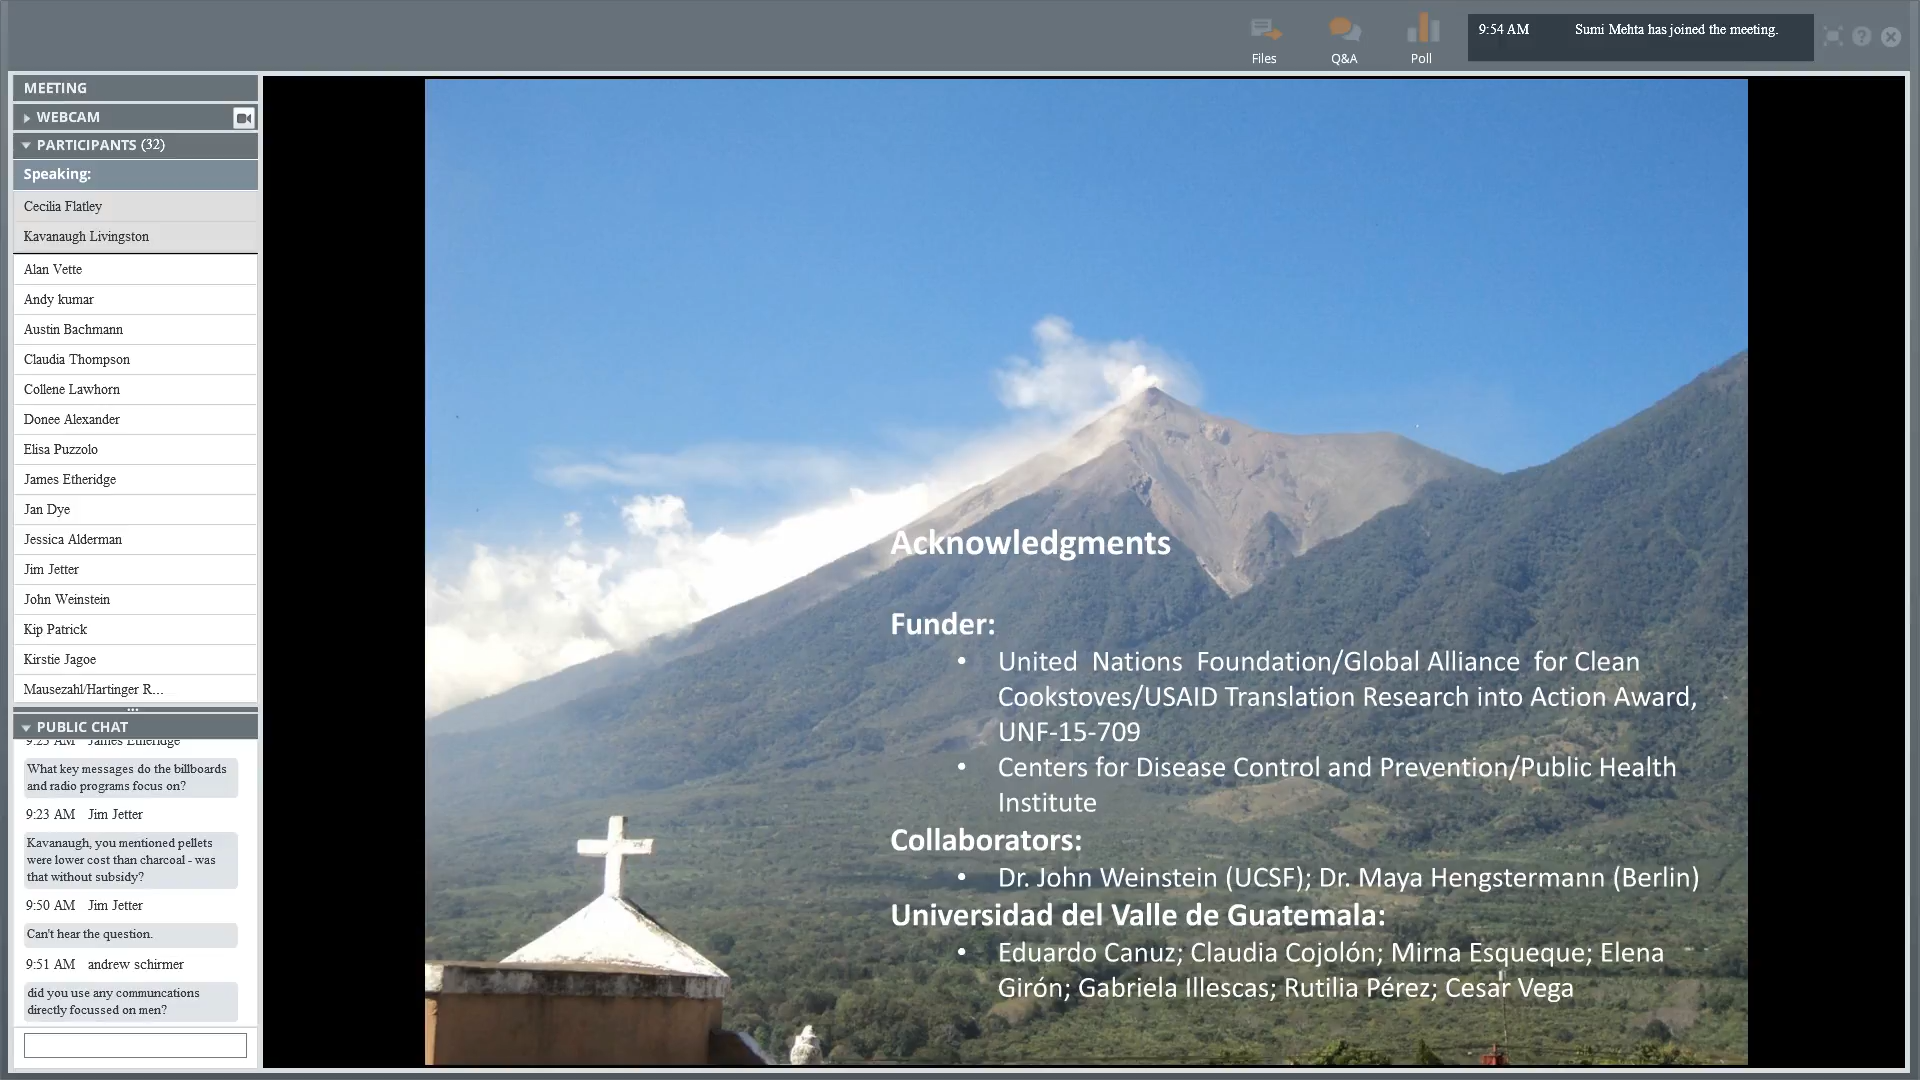 Files
Q&A
Poll
9:54 AM Sumi Mehta has joined the meeting.
MEETING
WEBCAM
PARTICIPANTS (32)
Speaking:
Cecilia Flatley
Kavanaugh Livingston
Alan Vette
Andy kumar
Austin Bachmann
Claudia Thompson
Collene Lawhorn
Donee Alexander
Elisa Puzzolo
James Etheridge
Jan Dye
Jessica Alderman
Jim Jetter
John Weinstein
Kip Patrick
Kirstie Jagoe
Mausezahl/Hartinger R...
PUBLIC CHAT
9:23 AM James Etheridge
What key messages do the billboards
and radio programs focus on?
9:23 AM Jim Jetter
Kavanaugh, you mentioned pellets
were lower cost than charcoal - was
that without subsidy?
9:50 AM Jim Jetter
Can't hear the question.
9:51 AM andrew schirmer
did you use any communcations
directly focussed on men?
Acknowledgments
Funder:
• United Nations Foundation/Global Alliance for Clean
Cookstoves/USAID Translation Research into Action Award,
UNF-15-709
• Centers for Disease Control and Prevention/Public Health
Institute
Collaborators:
• Dr. John Weinstein (UCSF); Dr. Maya Hengstermann (Berlin)
Universidad del Valle de Guatemala:
• Eduardo Canuz; Claudia Cojolón; Mirna Esqueque; Elena
Girón; Gabriela Illescas; Rutilia Pérez; Cesar Vega